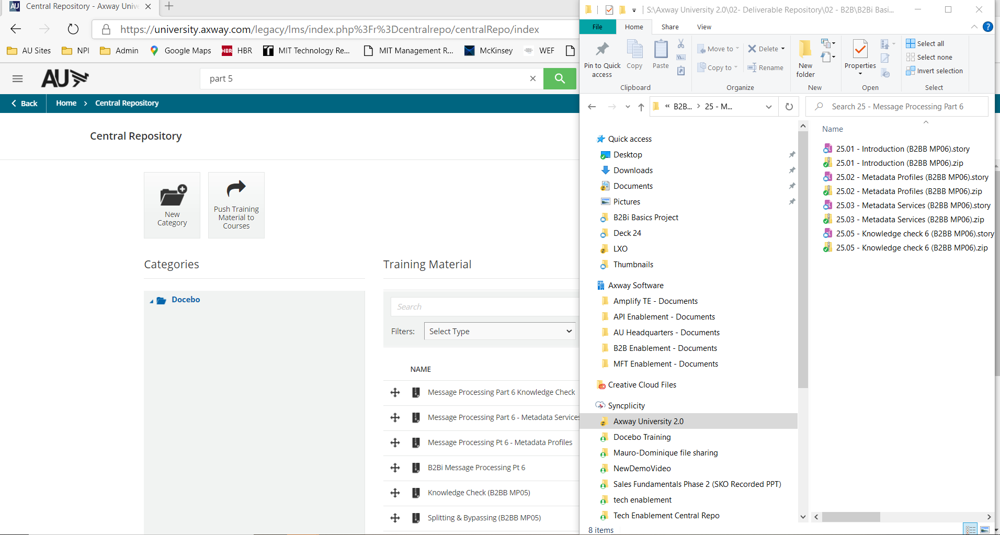 AU Central Repository - Axway Unive
https://university.axway.com/legacy/lms/index.php%3Fr%3Dcentralrepo/centralRepo/index
AU Sites NPI Admin Google Maps HBR HBR MIT Technology Re... MIT Management R... McKinsey WEF
AU part 5
Back Home Central Repository
Central Repository
New
Category
Push Training
Material to
Courses
Categories
Docebo
Training Material
Search
Filters: Select Type
NAME
Message Processing Part 6 Knowledge Check
Message Processing Part 6 - Metadata Services
Message Processing Pt 6 - Metadata Profiles
B2Bi Message Processing Pt 6
Knowledge Check (B2BB MP05)
Splitting & Bypassing (B2BB MP05)
S:\Axway University 2.0\02- Deliverable Repository\02 - B2B\B2Bi Basi...
File Home Share View
Pin to Quick
access
Copy
Paste
Clipboard
Move to
Copy to
Delete
Rename
Organize
New
folder
New
Properties
Open
Select all
Select none
Invert selection
Select
« B2B... 25 - M... Search 25 - Message Processing Part 6
Quick access
Desktop
Downloads
Documents
Pictures
B2Bi Basics Project
Deck 24
LXO
Thumbnails
Axway Software
Amplify TE - Documents
API Enablement - Documents
AU Headquarters - Documents
B2B Enablement - Documents
MFT Enablement - Documents
Creative Cloud Files
Syncplicity
Axway University 2.0
Docebo Training
Mauro-Dominique file sharing
NewDemoVideo
Sales Fundamentals Phase 2 (SKO Recorded PPT)
tech enablement
Tech Enablement Central Repo
Name
25.01 - Introduction (B2BB MP06).story
25.01 - Introduction (B2BB MP06).zip
25.02 - Metadata Profiles (B2BB MP06).story
25.02 - Metadata Profiles (B2BB MP06).zip
25.03 - Metadata Services (B2BB MP06).story
25.03 - Metadata Services (B2BB MP06).zip
25.05 - Knowledge check 6 (B2BB MP06).story
25.05 - Knowledge check 6 (B2BB MP06).zip
8 items